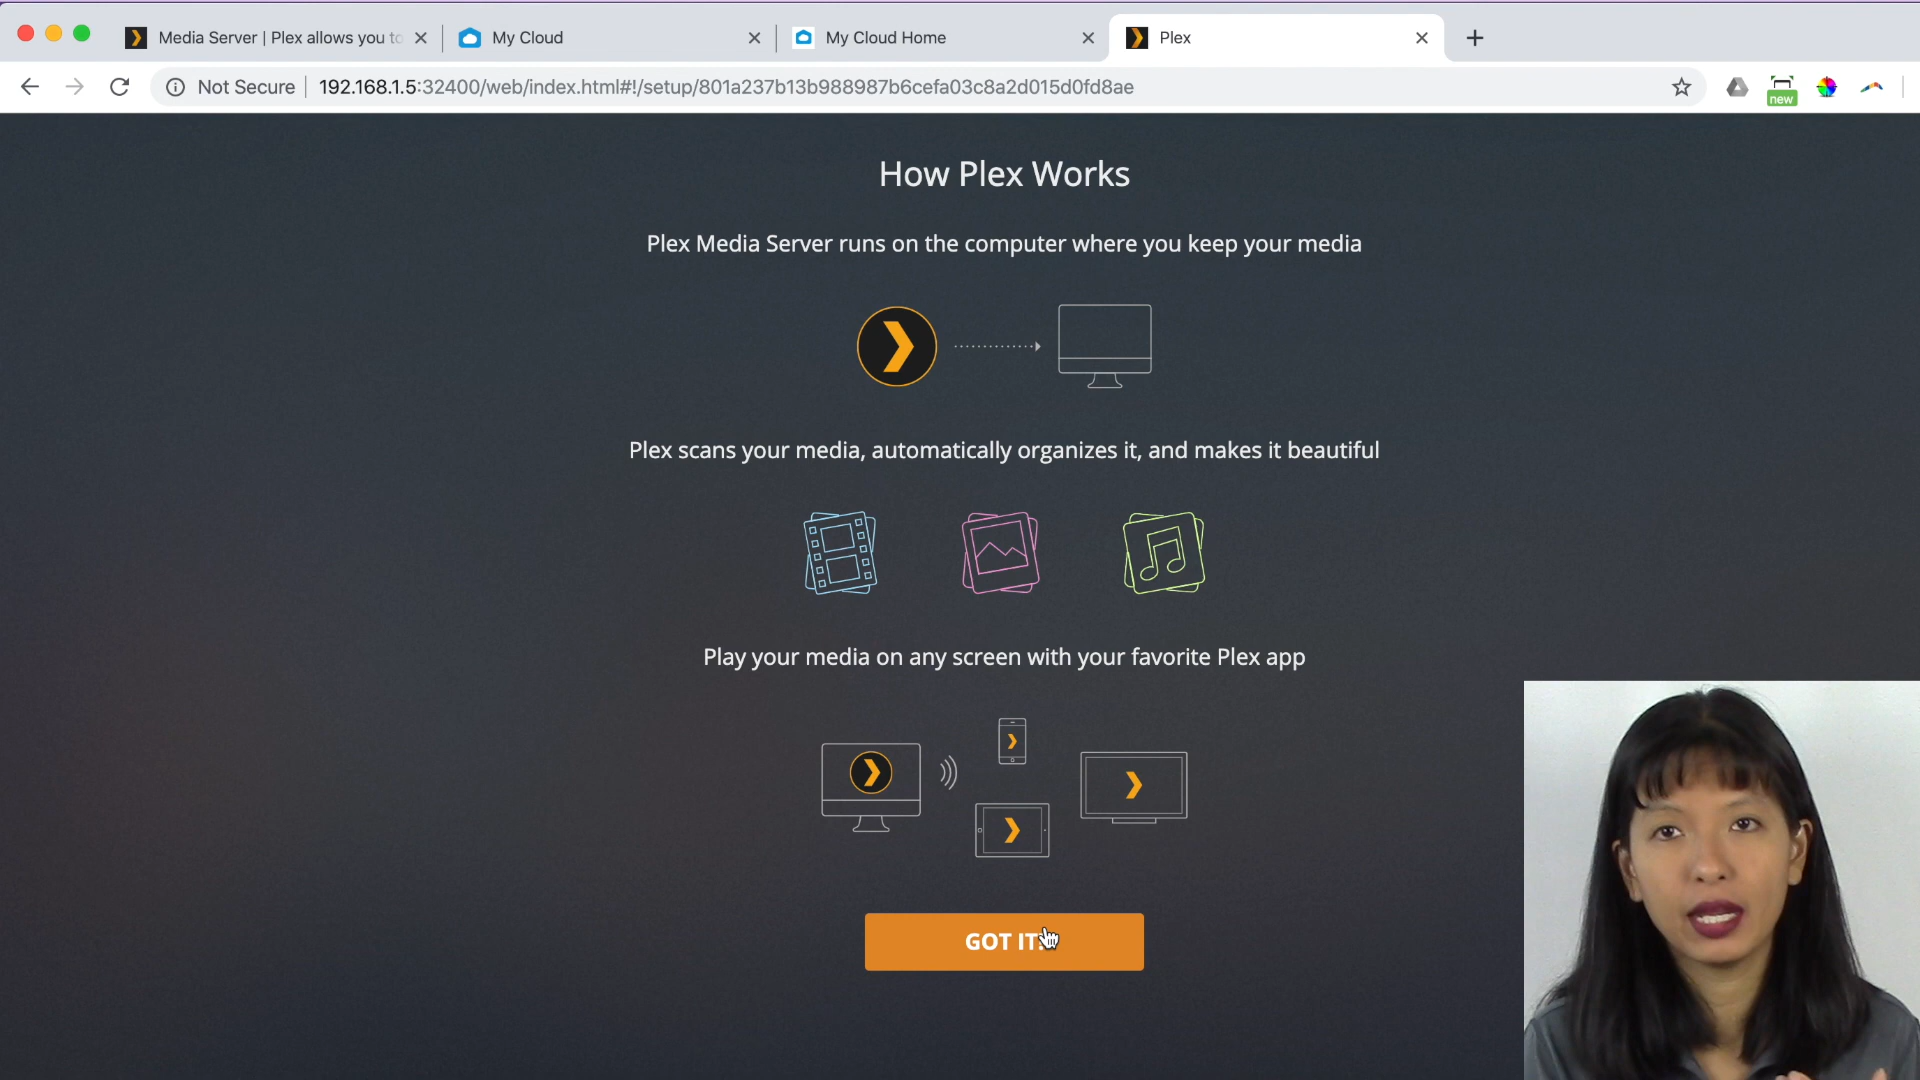 Media Server | Plex allows you to
My Cloud
My Cloud Home
Plex
Not Secure
192.168.1.5:32400/web/index.html#!/setup/801a237b13b988987b6cefa03c8a2d015d0fd8ae
new
How Plex Works
Plex Media Server runs on the computer where you keep your media
Plex scans your media, automatically organizes it, and makes it beautiful
Play your media on any screen with your favorite Plex app
GOT IT!